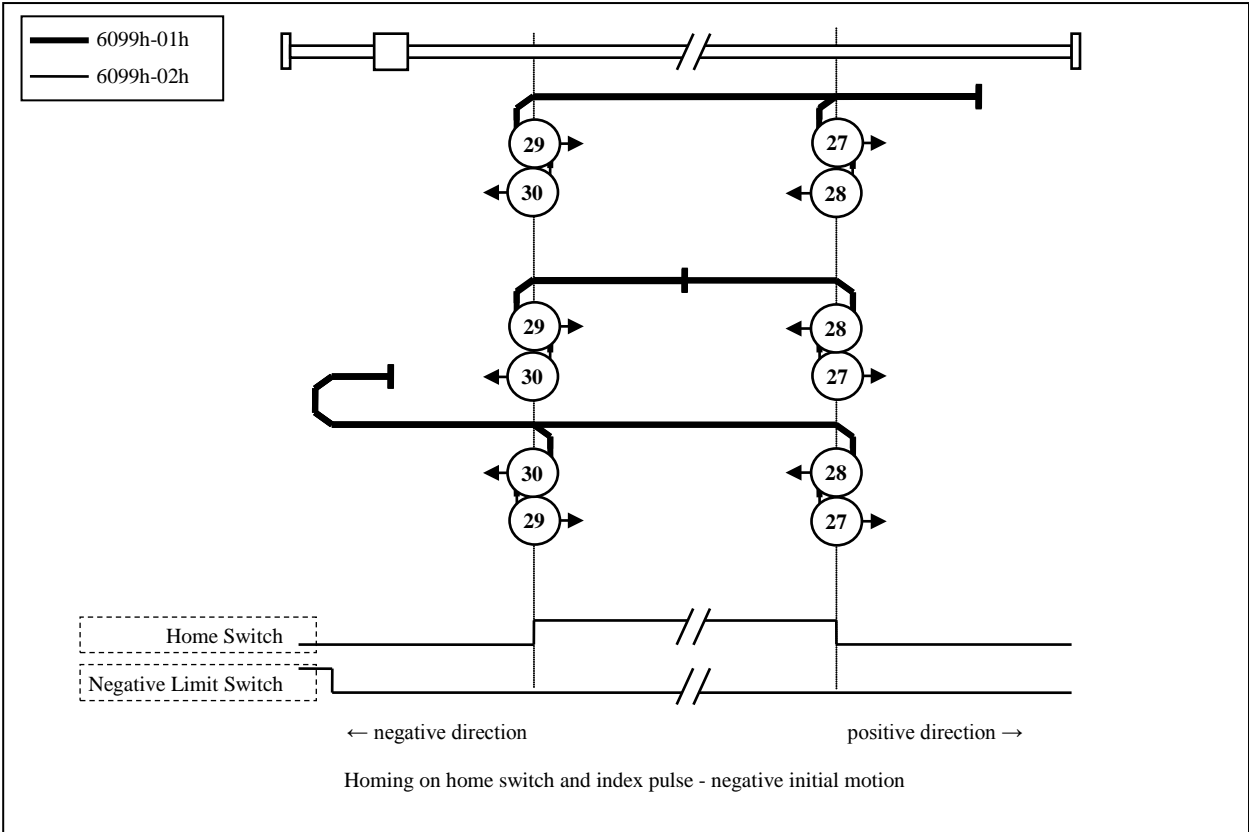 6099h-01h
6099h-02h
29
27
30
28
29
28
30
27
30
28
29
27
Home Switch
Negative Limit Switch
← negative direction
positive direction →
Homing on home switch and index pulse - negative initial motion